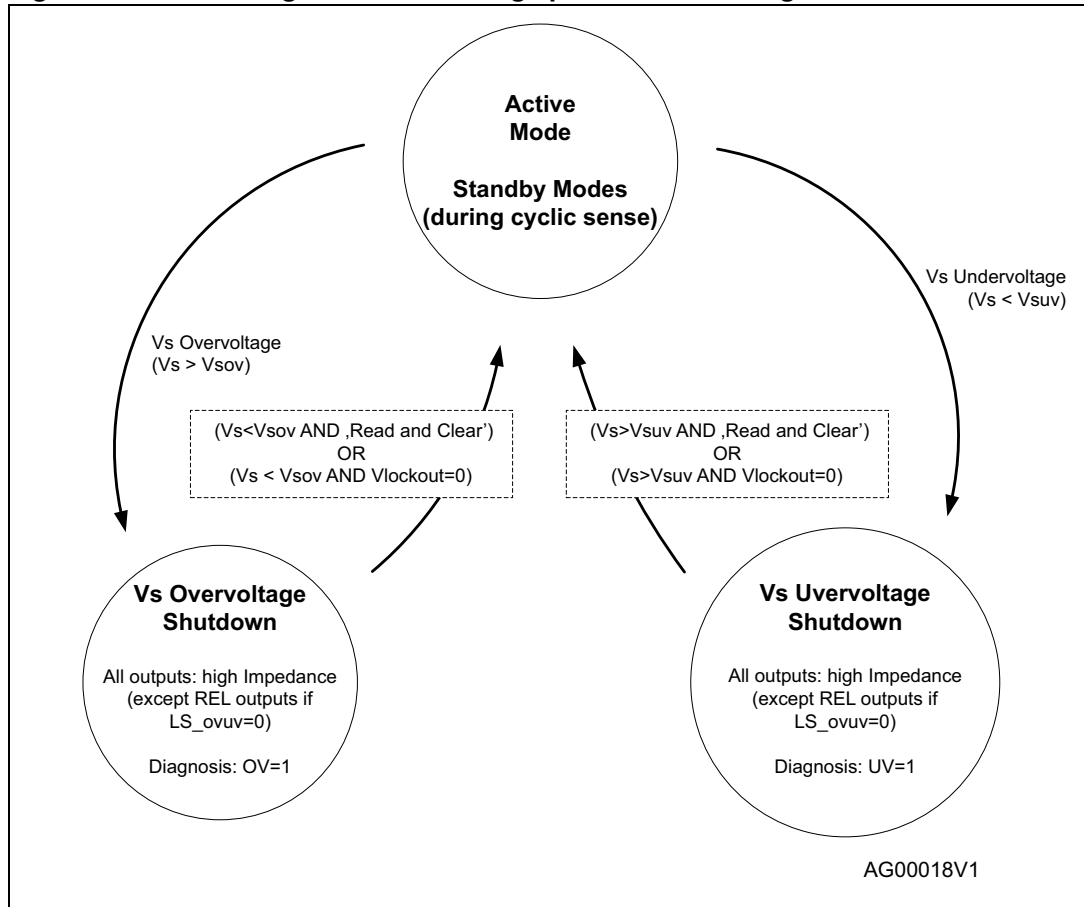 Active
Mode
Standby Modes
(during cyclic sense)
Vs Undervoltage
(Vs < Vsuv)
Vs Overvoltage
(Vs > Vsov)
(Vs<Vsov AND ‚Read and Clear’)
OR
(Vs < Vsov AND Vlockout=0)
(Vs>Vsuv AND ‚Read and Clear’)
OR
(Vs>Vsuv AND Vlockout=0)
Vs Overvoltage
Shutdown
All outputs: high Impedance
(except REL outputs if
LS_ovuv=0)
Diagnosis: OV=1
Vs Uvervoltage
Shutdown
All outputs: high Impedance
(except REL outputs if
LS_ovuv=0)
Diagnosis: UV=1
AG00018V1